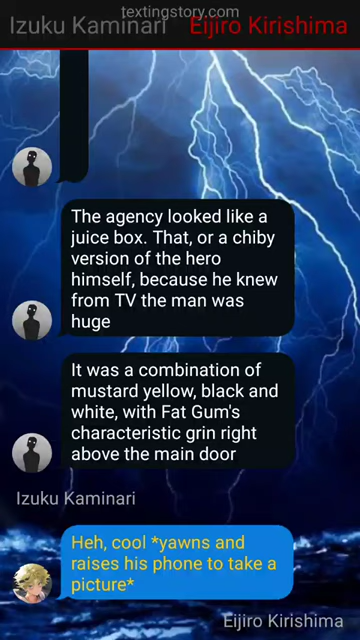 textingstory.com
Izuku Kaminari Eijiro Kirishima
The agency looked like a
juice box. That, or a chiby
version of the hero
himself, because he knew
from TV the man was
huge
It was a combination of
mustard yellow, black and
white, with Fat Gum's
characteristic grin right
above the main door
Izuku Kaminari
Heh, cool *yawns and
raises his phone to take a
picture*
Eijiro Kirishima